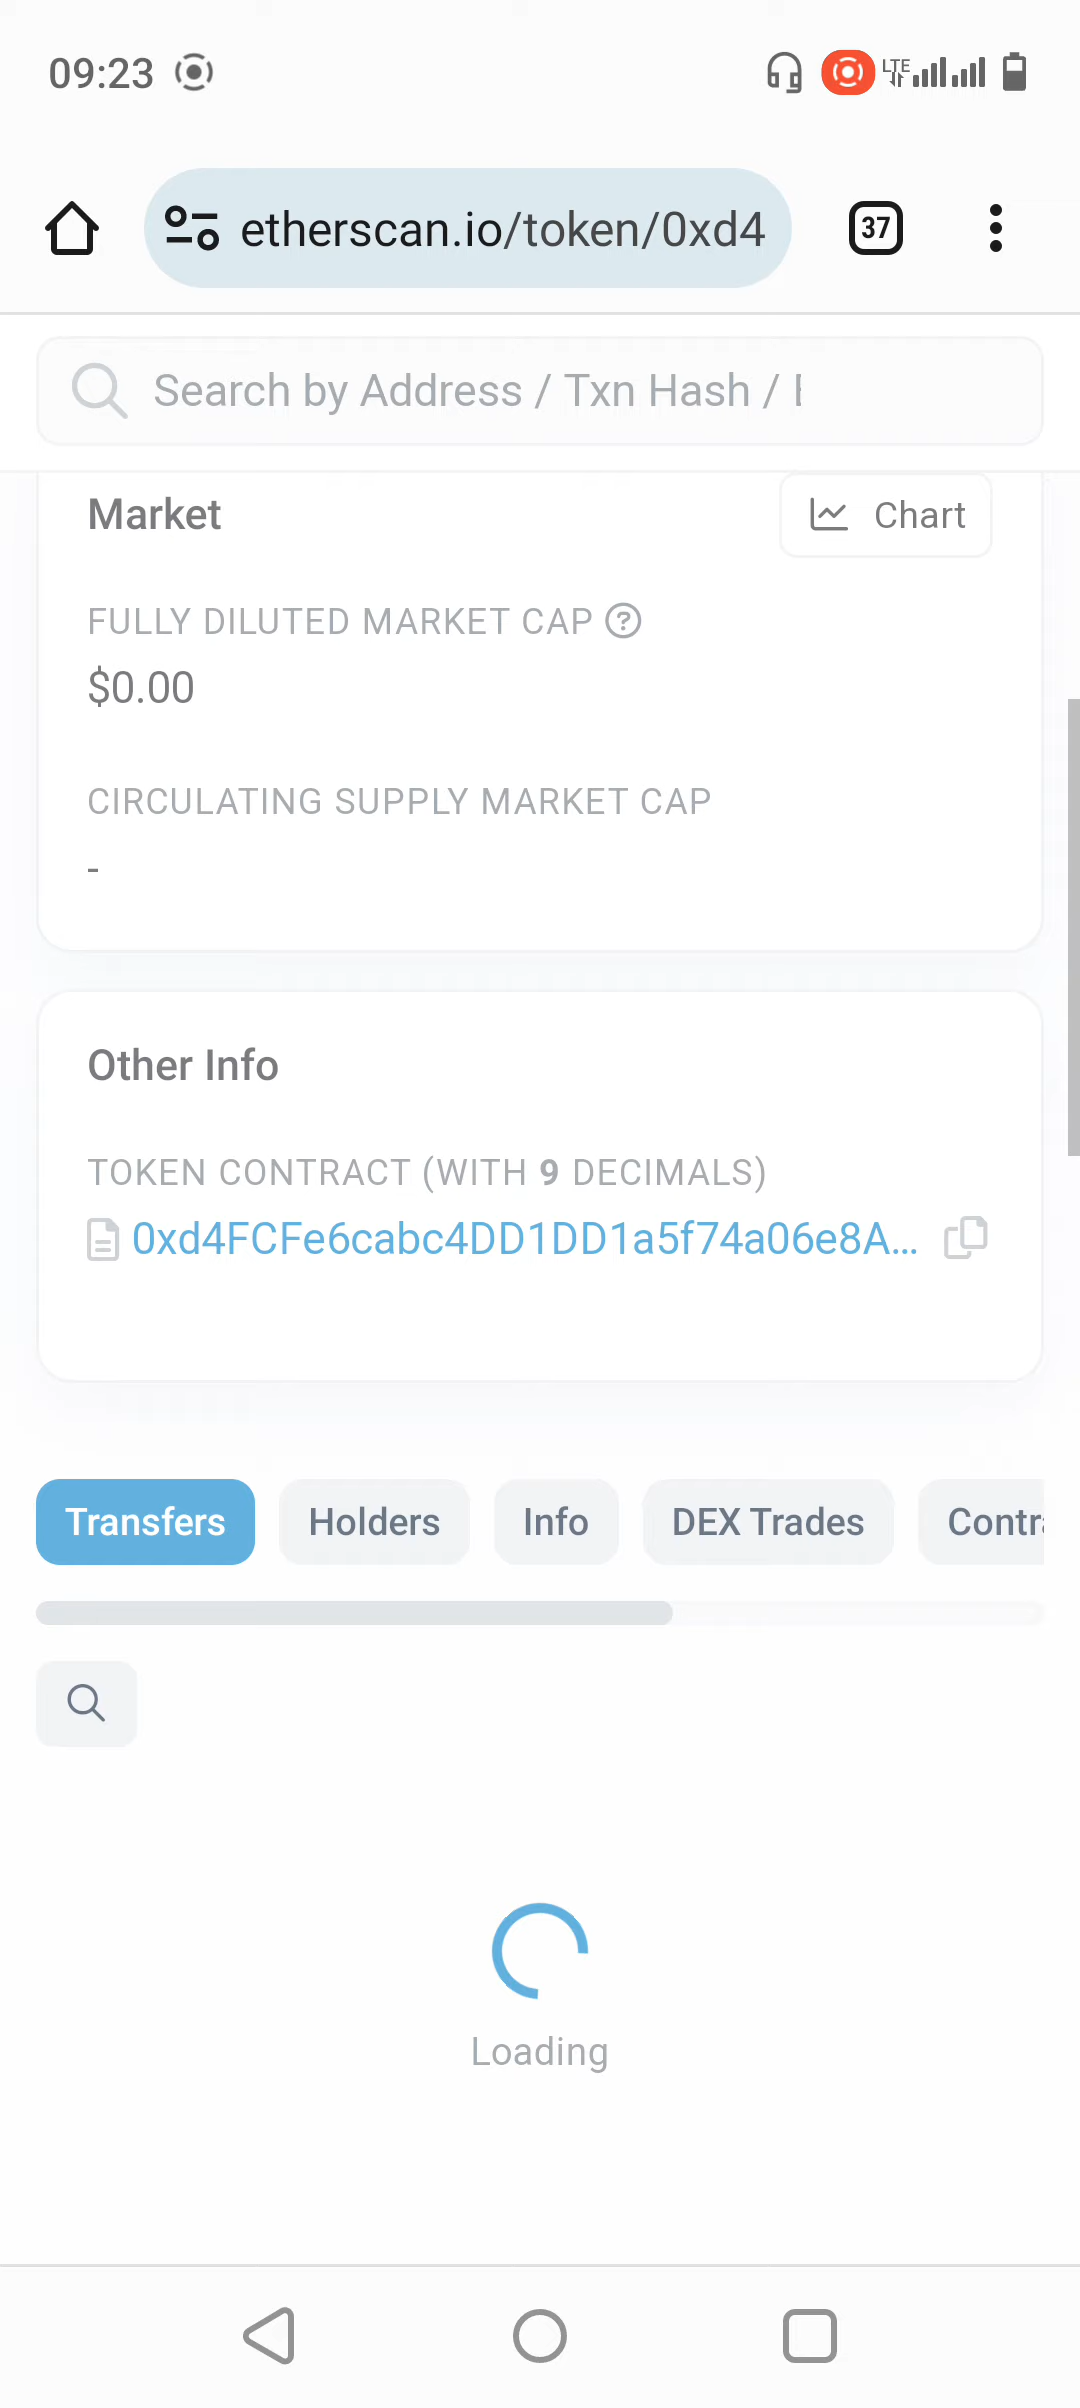 09:23
LTE
etherscan.io/token/0xd4
37
Search by Address / Txn Hash /
Market
Chart
FULLY DILUTED MARKET CAP ?
$0.00
CIRCULATING SUPPLY MARKET CAP
-
Other Info
TOKEN CONTRACT (WITH 9 DECIMALS)
0xd4FCFe6cabc4DD1DD1a5f74a06e8A...
Transfers
Holders
Info
DEX Trades
Contr
Loading